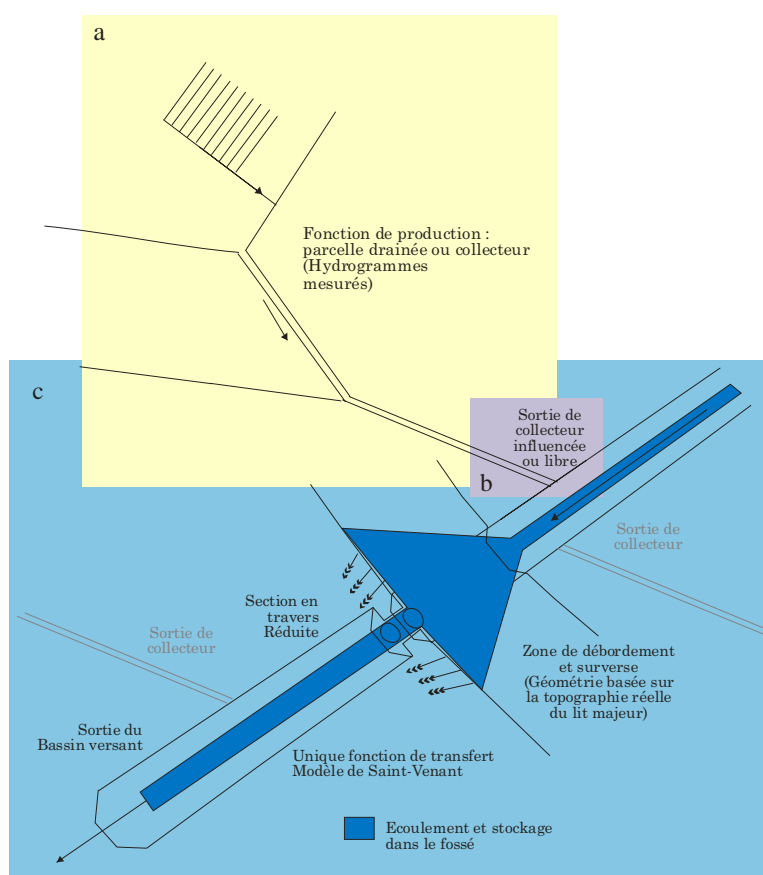 a
Fonction de production :
parcelle drainée ou collecteur
(Hydrogrammes
mesurés)
c
Sortie de
collecteur
influencée
ou libre
b
Sortie de
collecteur
Section en
travers
Réduite
Sortie de
collecteur
Zone de débordement
et surverse
(Géométrie basée sur
la topographie réelle
du lit majeur)
Sortie du
Bassin versant
Unique fonction de transfert
Modèle de Saint-Venant
Ecoulement et stockage
dans le fossé